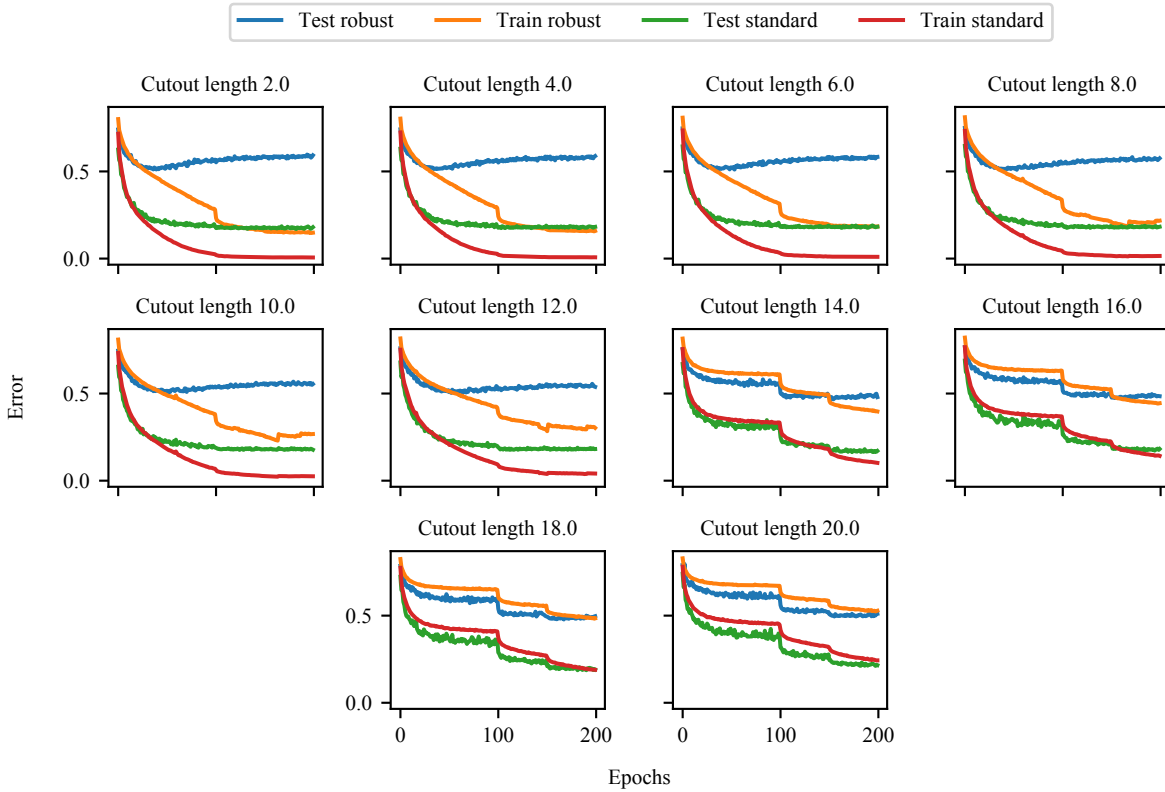 Test robust Train robust Test standard Train standard
Cutout length 2.0 Cutout length 4.0 Cutout length 6.0 Cutout length 8.0
0.5
0.0
Cutout length 10.0 Cutout length 12.0 Cutout length 14.0 Cutout length 16.0
0.5
0.0
Error
Cutout length 18.0 Cutout length 20.0
0.5
0.0
0 100 200 0 100 200
Epochs